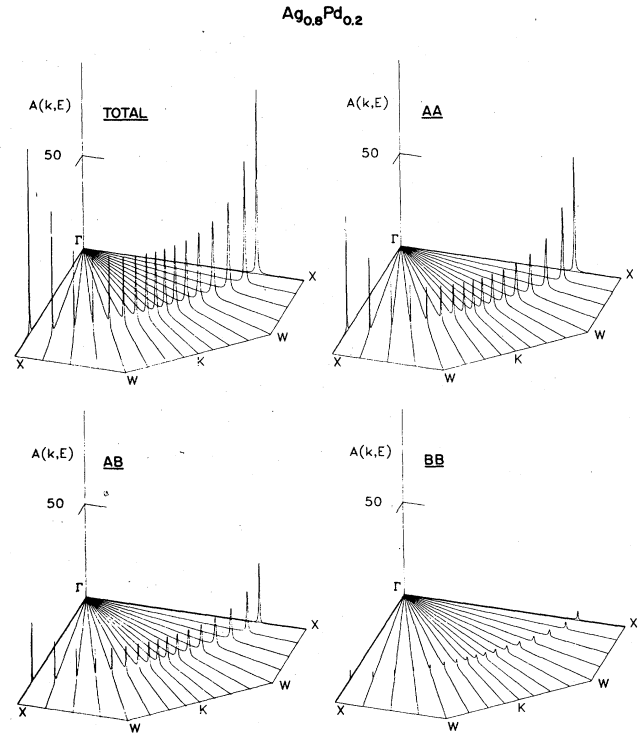 Ag0.8Pd0.2
A(k,E)
TOTAL
50
Γ
X
W
K
W
X
A(k,E)
AA
50
Γ
X
W
K
W
X
A(k,E)
AB
50
Γ
X
W
K
W
X
A(k,E)
BB
50
Γ
X
W
K
W
X